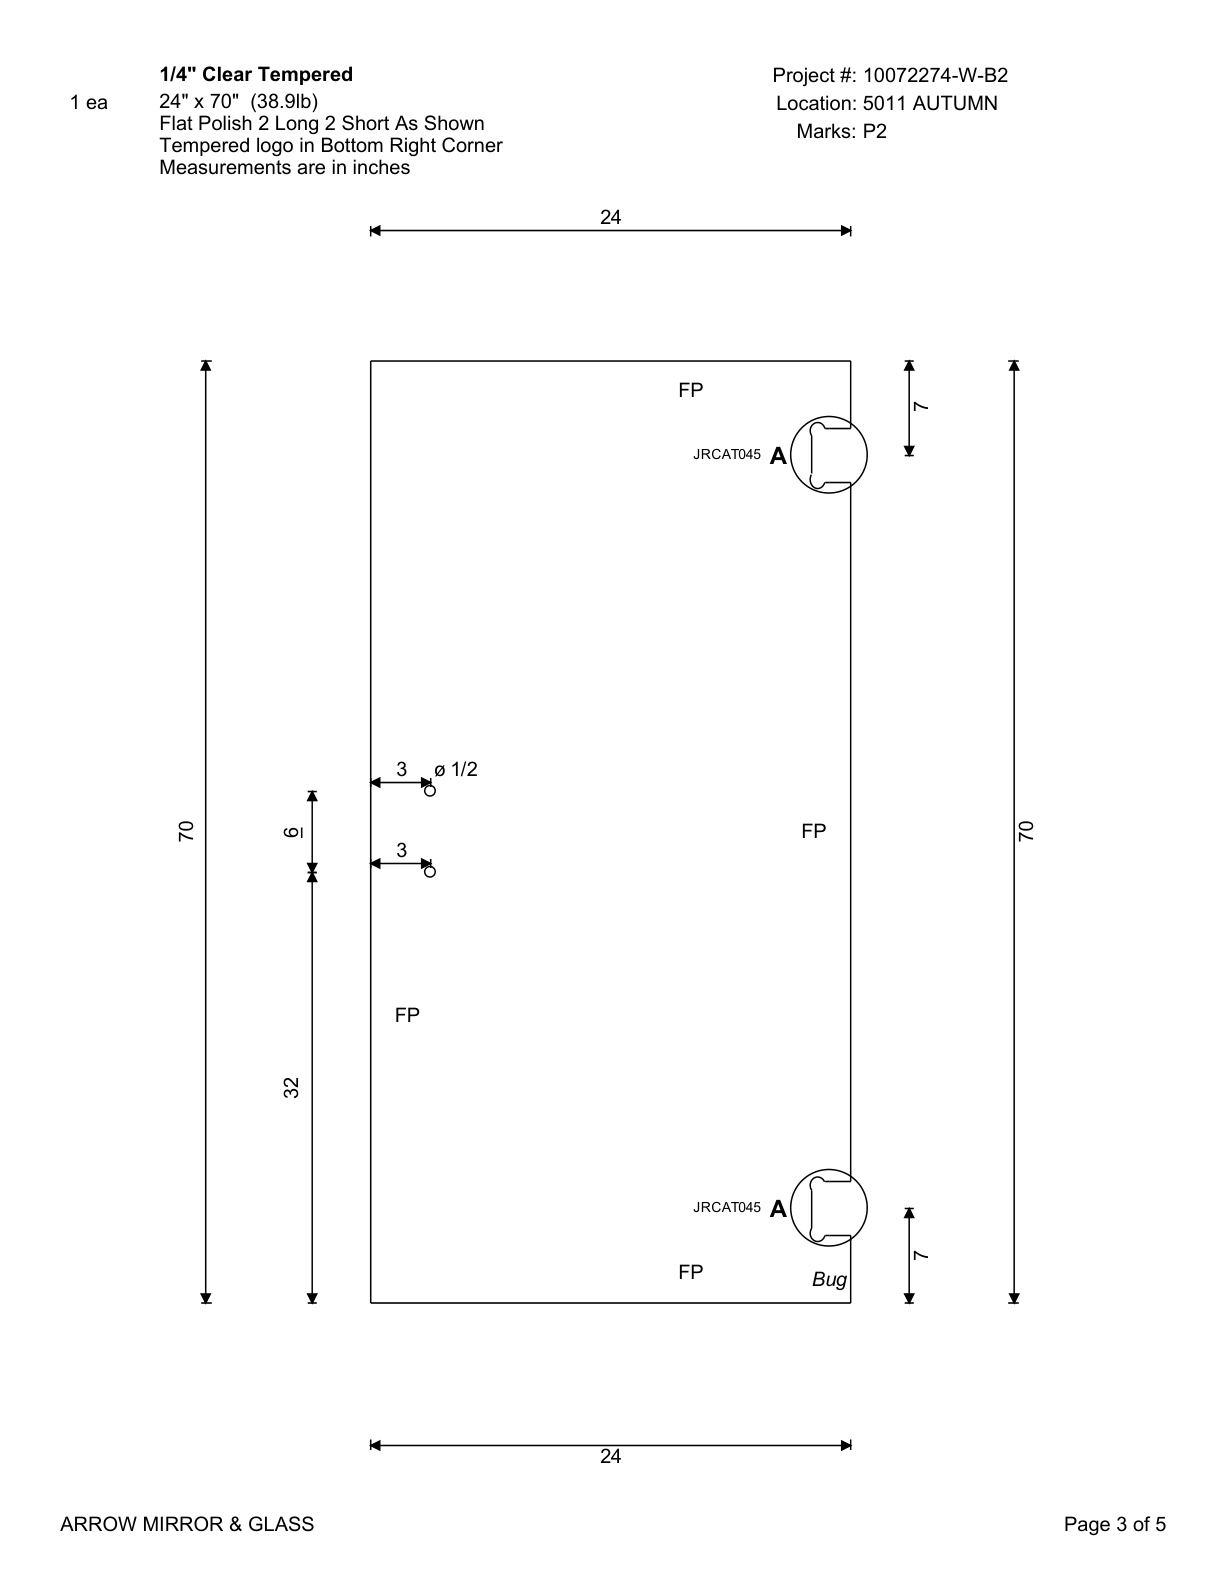 1/4" Clear Tempered
1 ea
24" x 70"  (38.9lb)
Flat Polish 2 Long 2 Short As Shown
Tempered logo in Bottom Right Corner
Measurements are in inches
Project #: 10072274-W-B2
Location: 5011 AUTUMN
Marks: P2
24
FP
7
JRCAT045 A
3
ø 1/2
70
6
FP
70
3
FP
32
JRCAT045 A
7
FP
Bug
24
ARROW MIRROR & GLASS
Page 3 of 5